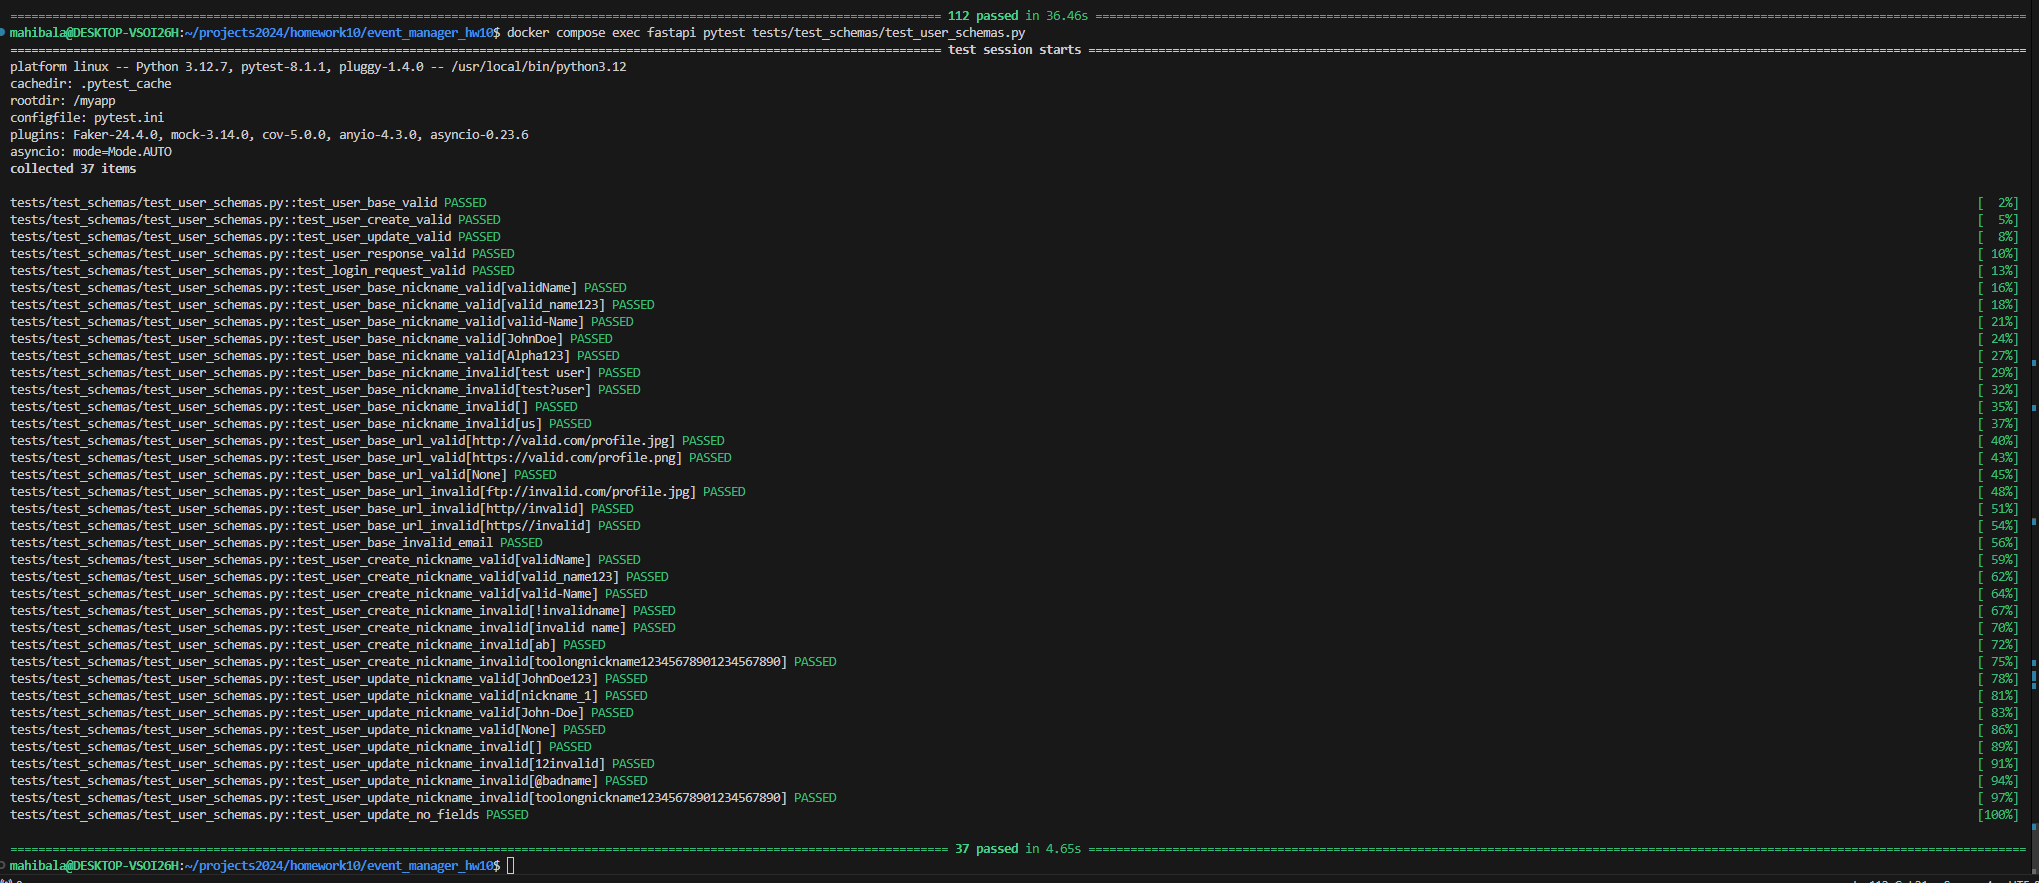 ============ 112 passed in 36.46s ============
mahibala@DESKTOP-VSOI26H:~/projects2024/homework10/event_manager_hw10$ docker compose exec fastapi pytest tests/test_schemas/test_user_schemas.py
============ test session starts ============
platform linux -- Python 3.12.7, pytest-8.1.1, pluggy-1.4.0 -- /usr/local/bin/python3.12
cachedir: .pytest_cache
rootdir: /myapp
configfile: pytest.ini
plugins: Faker-24.4.0, mock-3.14.0, cov-5.0.0, anyio-4.3.0, asyncio-0.23.6
asyncio: mode=Mode.AUTO
collected 37 items
tests/test_schemas/test_user_schemas.py::test_user_base_valid PASSED [  2%]
tests/test_schemas/test_user_schemas.py::test_user_create_valid PASSED [  5%]
tests/test_schemas/test_user_schemas.py::test_user_update_valid PASSED [  8%]
tests/test_schemas/test_user_schemas.py::test_user_response_valid PASSED [ 10%]
tests/test_schemas/test_user_schemas.py::test_login_request_valid PASSED [ 13%]
tests/test_schemas/test_user_schemas.py::test_user_base_nickname_valid[validName] PASSED [ 16%]
tests/test_schemas/test_user_schemas.py::test_user_base_nickname_valid[valid_name123] PASSED [ 18%]
tests/test_schemas/test_user_schemas.py::test_user_base_nickname_valid[valid-Name] PASSED [ 21%]
tests/test_schemas/test_user_schemas.py::test_user_base_nickname_valid[JohnDoe] PASSED [ 24%]
tests/test_schemas/test_user_schemas.py::test_user_base_nickname_valid[Alpha123] PASSED [ 27%]
tests/test_schemas/test_user_schemas.py::test_user_base_nickname_invalid[test user] PASSED [ 29%]
tests/test_schemas/test_user_schemas.py::test_user_base_nickname_invalid[test?user] PASSED [ 32%]
tests/test_schemas/test_user_schemas.py::test_user_base_nickname_invalid[] PASSED [ 35%]
tests/test_schemas/test_user_schemas.py::test_user_base_nickname_invalid[us] PASSED [ 37%]
tests/test_schemas/test_user_schemas.py::test_user_base_url_valid[http://valid.com/profile.jpg] PASSED [ 40%]
tests/test_schemas/test_user_schemas.py::test_user_base_url_valid[https://valid.com/profile.png] PASSED [ 43%]
tests/test_schemas/test_user_schemas.py::test_user_base_url_valid[None] PASSED [ 45%]
tests/test_schemas/test_user_schemas.py::test_user_base_url_invalid[ftp://invalid.com/profile.jpg] PASSED [ 48%]
tests/test_schemas/test_user_schemas.py::test_user_base_url_invalid[http//invalid] PASSED [ 51%]
tests/test_schemas/test_user_schemas.py::test_user_base_url_invalid[https//invalid] PASSED [ 54%]
tests/test_schemas/test_user_schemas.py::test_user_base_invalid_email PASSED [ 56%]
tests/test_schemas/test_user_schemas.py::test_user_create_nickname_valid[validName] PASSED [ 59%]
tests/test_schemas/test_user_schemas.py::test_user_create_nickname_valid[valid_name123] PASSED [ 62%]
tests/test_schemas/test_user_schemas.py::test_user_create_nickname_valid[valid-Name] PASSED [ 64%]
tests/test_schemas/test_user_schemas.py::test_user_create_nickname_invalid[!invalidname] PASSED [ 67%]
tests/test_schemas/test_user_schemas.py::test_user_create_nickname_invalid[invalid name] PASSED [ 70%]
tests/test_schemas/test_user_schemas.py::test_user_create_nickname_invalid[ab] PASSED [ 72%]
tests/test_schemas/test_user_schemas.py::test_user_create_nickname_invalid[toolongnickname12345678901234567890] PASSED [ 75%]
tests/test_schemas/test_user_schemas.py::test_user_update_nickname_valid[JohnDoe123] PASSED [ 78%]
tests/test_schemas/test_user_schemas.py::test_user_update_nickname_valid[nickname_1] PASSED [ 81%]
tests/test_schemas/test_user_schemas.py::test_user_update_nickname_valid[John-Doe] PASSED [ 83%]
tests/test_schemas/test_user_schemas.py::test_user_update_nickname_valid[None] PASSED [ 86%]
tests/test_schemas/test_user_schemas.py::test_user_update_nickname_invalid[] PASSED [ 89%]
tests/test_schemas/test_user_schemas.py::test_user_update_nickname_invalid[12invalid] PASSED [ 91%]
tests/test_schemas/test_user_schemas.py::test_user_update_nickname_invalid[@badname] PASSED [ 94%]
tests/test_schemas/test_user_schemas.py::test_user_update_nickname_invalid[toolongnickname12345678901234567890] PASSED [ 97%]
tests/test_schemas/test_user_schemas.py::test_user_update_no_fields PASSED [100%]
============ 37 passed in 4.65s ============
mahibala@DESKTOP-VSOI26H:~/projects2024/homework10/event_manager_hw10$